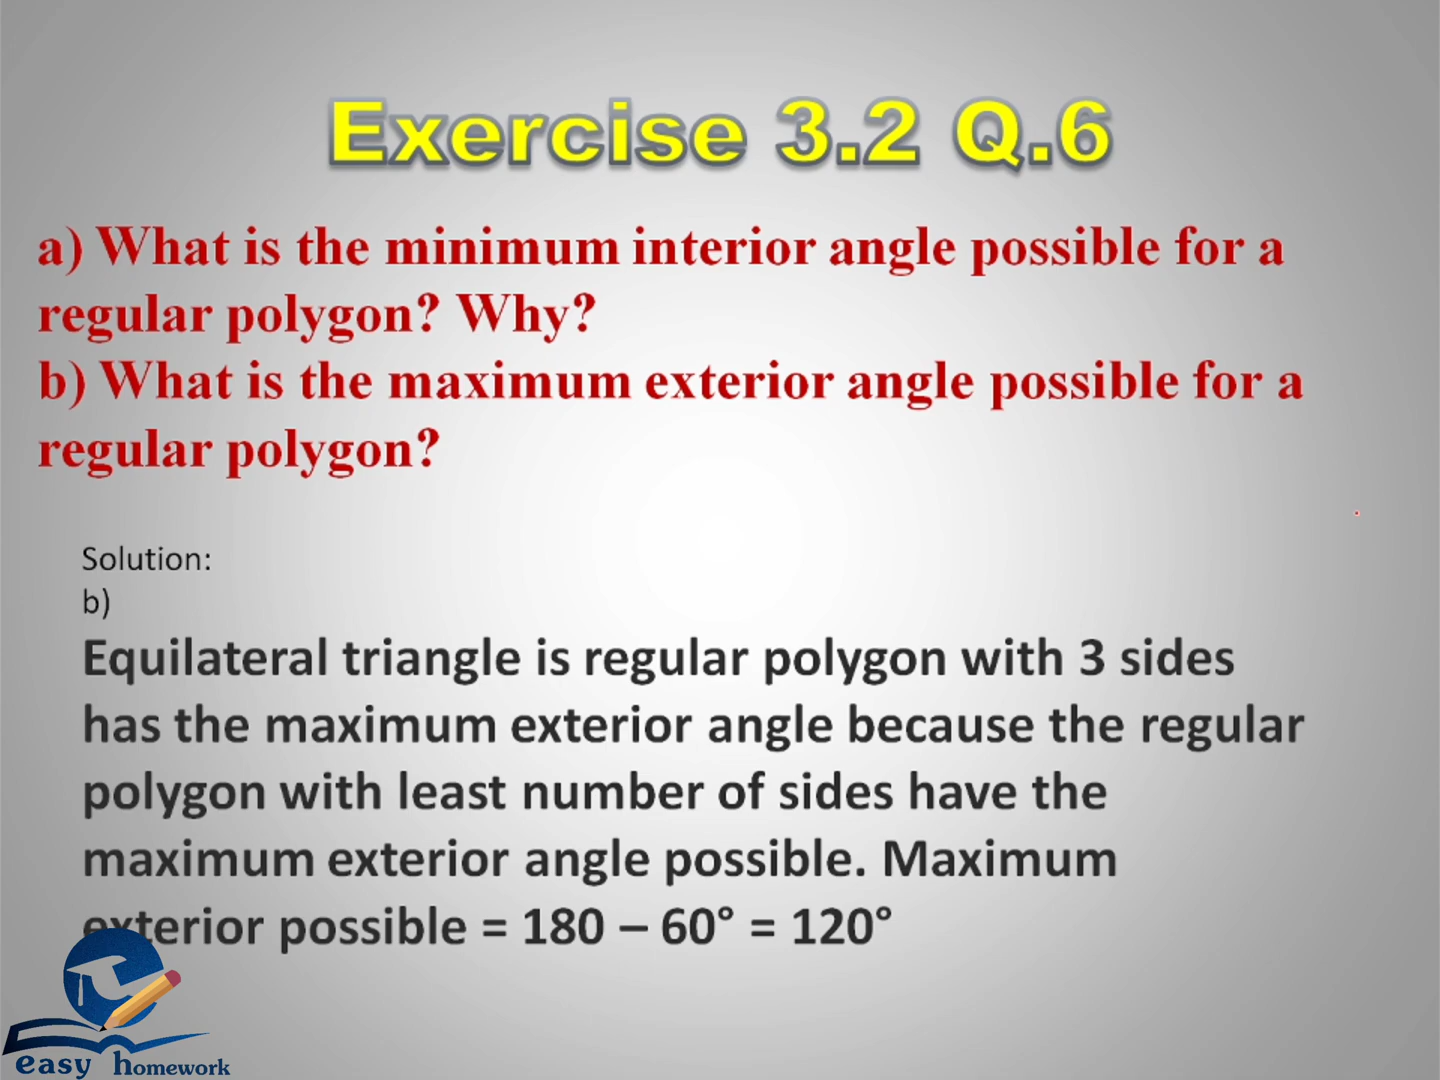 Exercise 3.2 Q.6
a) What is the minimum interior angle possible for a
regular polygon? Why?
b) What is the maximum exterior angle possible for a
regular polygon?
Solution:
b)
Equilateral triangle is regular polygon with 3 sides
has the maximum exterior angle because the regular
polygon with least number of sides have the
maximum exterior angle possible. Maximum
exterior possible = 180 – 60° = 120°
easy homework